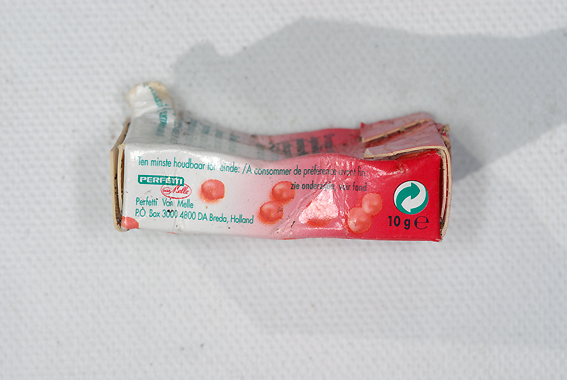 Ten minste houdbaar tot einde: /A consommer de préférence avant fin:
zie onderzijde/voir fond
PERFETTI
van Melle
Perfetti Van Melle
P.O. Box 3000 4800 DA Breda, Holland
10 g e